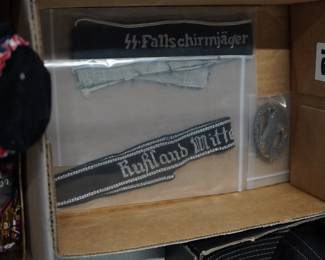 SS-Fallschirmjäger
Rußland Mitte